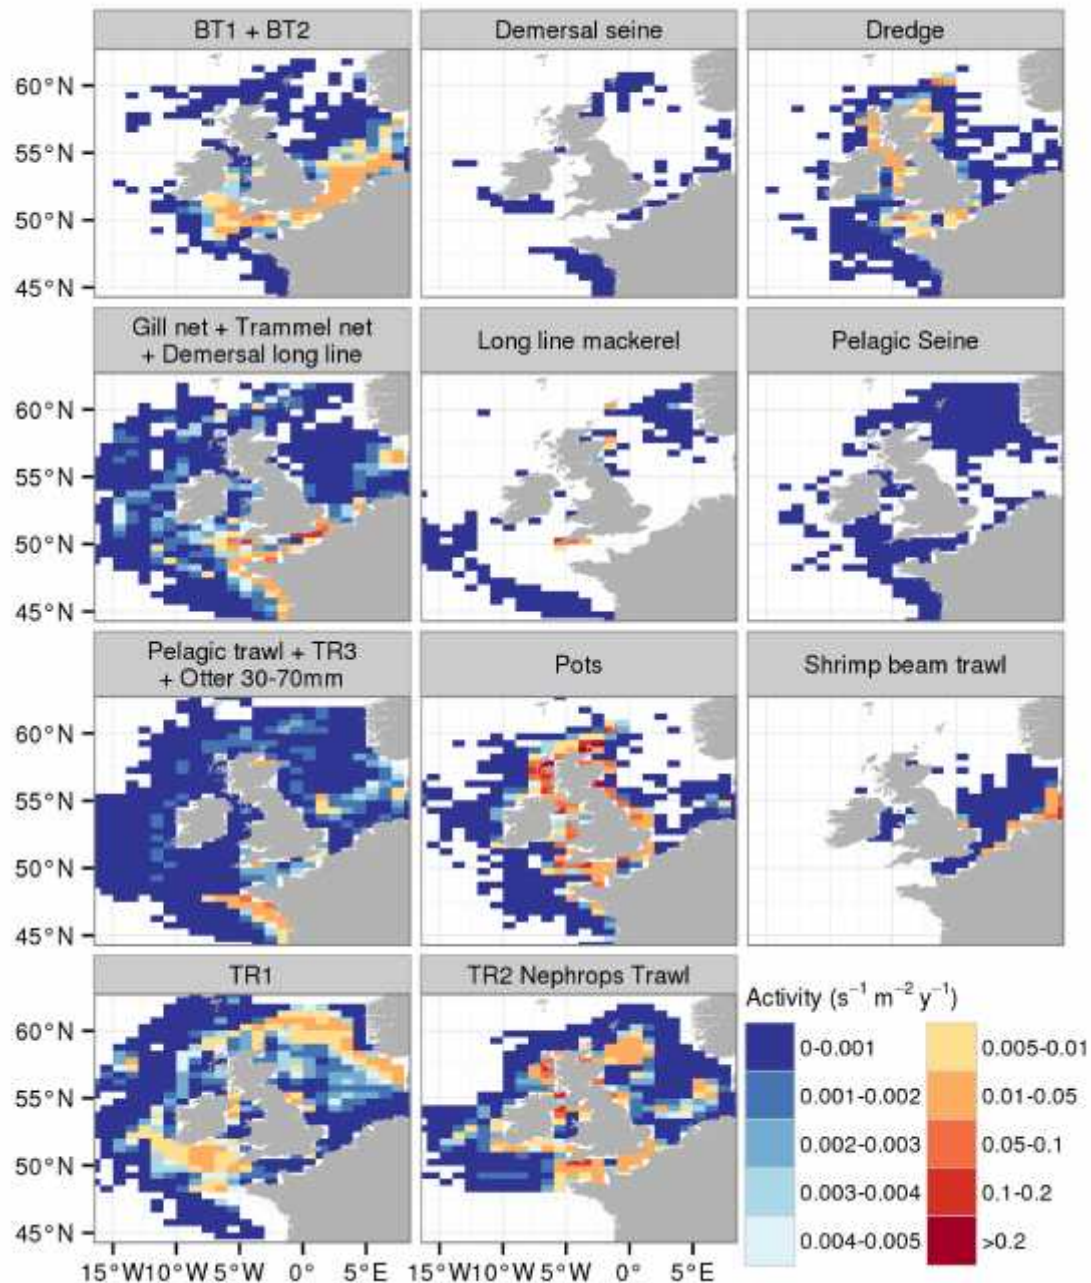 BT1 + BT2
Demersal seine
Dredge
60°N
55°N
50°N
45°N
Gill net + Trammel net
+ Demersal long line
Long line mackerel
Pelagic Seine
60°N
55°N
50°N
45°N
Pelagic trawl + TR3
+ Otter 30-70mm
Pots
Shrimp beam trawl
60°N
55°N
50°N
45°N
TR1
TR2 Nephrops Trawl
60°N
55°N
50°N
45°N
15°W 10°W 5°W 0°N 5°E
15°W 10°W 5°W 0°N 5°E
Activity (s⁻¹ m⁻² y⁻¹)
0-0.001
0.001-0.002
0.002-0.003
0.003-0.004
0.004-0.005
0.005-0.01
0.01-0.05
0.05-0.1
0.1-0.2
>0.2